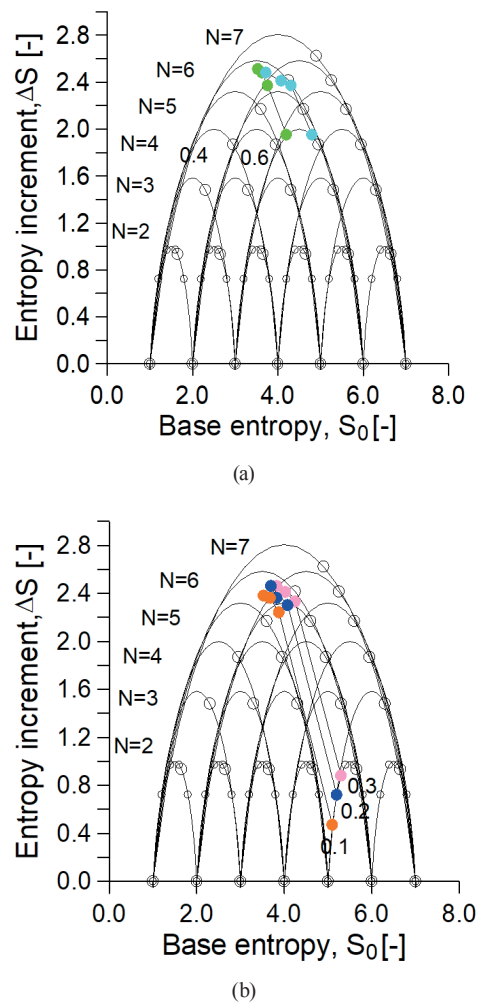 Entropy increment,ΔS [-]
2.8
2.4
2.0
1.6
1.2
0.8
0.4
0.0
N=7
N=6
N=5
N=4
N=3
N=2
0.4
0.6
0.0
2.0
4.0
6.0
8.0
Base entropy, S₀ [-]
(a)
Entropy increment,ΔS [-]
2.8
2.4
2.0
1.6
1.2
0.8
0.4
0.0
N=7
N=6
N=5
N=4
N=3
N=2
0.3
0.2
0.1
0.0
2.0
4.0
6.0
8.0
Base entropy, S₀ [-]
(b)